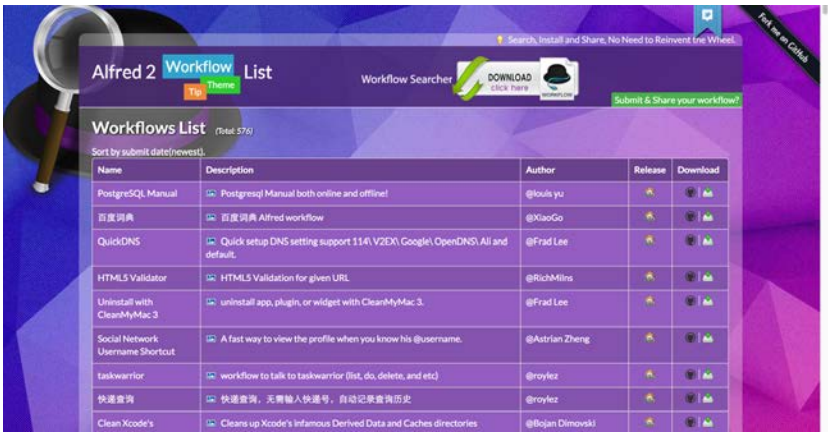 Fork me on GitHub
Search, Install and Share, No Need to Reinvent the Wheel.
Alfred 2 Workflow Theme Tip List
Workflow Searcher DOWNLOAD click here WORKFLOW
Submit & Share your workflow?
Workflows List (Total: 576)
Sort by submit date(newest).
Name Description Author Release Download
PostgreSQL Manual Postgresql Manual both online and offline! @louis yu
百度词典 百度词典 Alfred workflow @XiaoGo
QuickDNS Quick setup DNS setting support 114\ V2EX\ Google\ OpenDNS\ Ali and default. @Frad Lee
HTML5 Validator HTML5 Validation for given URL @RichMilns
Uninstall with CleanMyMac 3 uninstall app, plugin, or widget with CleanMyMac 3. @Frad Lee
Social Network Username Shortcut A fast way to view the profile when you know his @username. @Astrian Zheng
taskwarrior workflow to talk to taskwarrior (list, do, delete, and etc) @roylez
快递查询 快递查询，无需输入快递号，自动记录查询历史 @roylez
Clean Xcode's Cleans up Xcode's infamous Derived Data and Caches directories @Bojan Dimovski